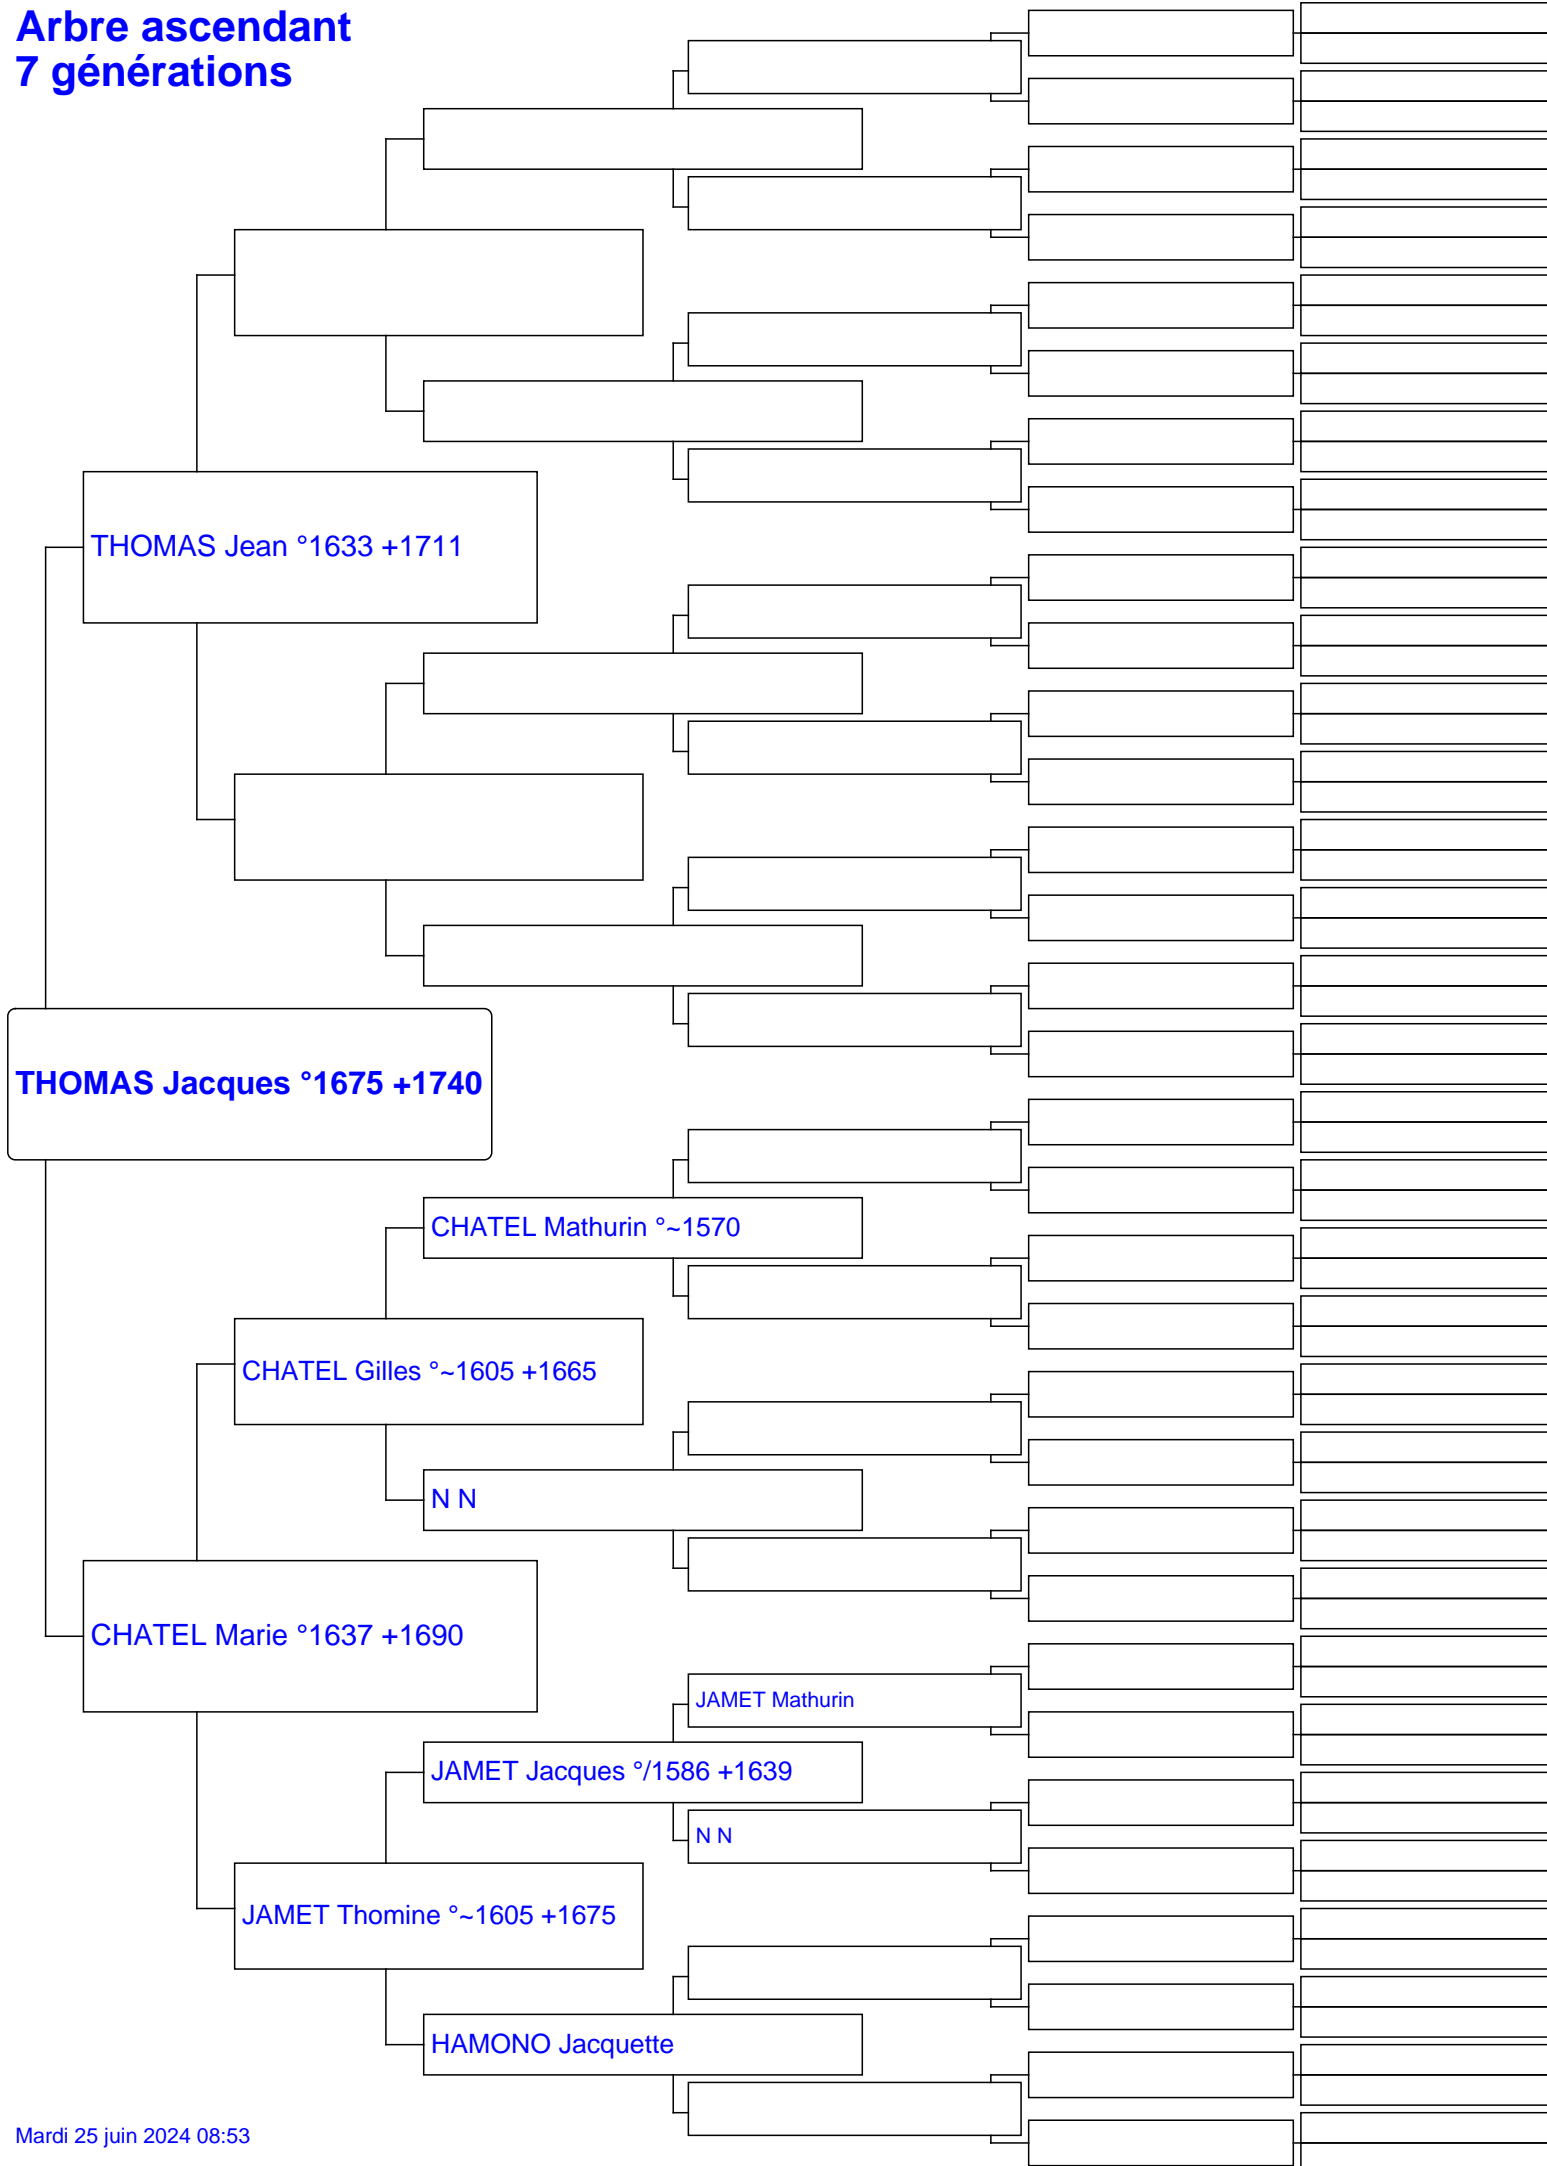 Arbre ascendant
7 générations
THOMAS Jean °1633 +1711
THOMAS Jacques °1675 +1740
CHATEL Mathurin °~1570
CHATEL Gilles °~1605 +1665
N N
CHATEL Marie °1637 +1690
JAMET Mathurin
JAMET Jacques °/1586 +1639
N N
JAMET Thomine °~1605 +1675
HAMONO Jacquette
Mardi 25 juin 2024 08:53